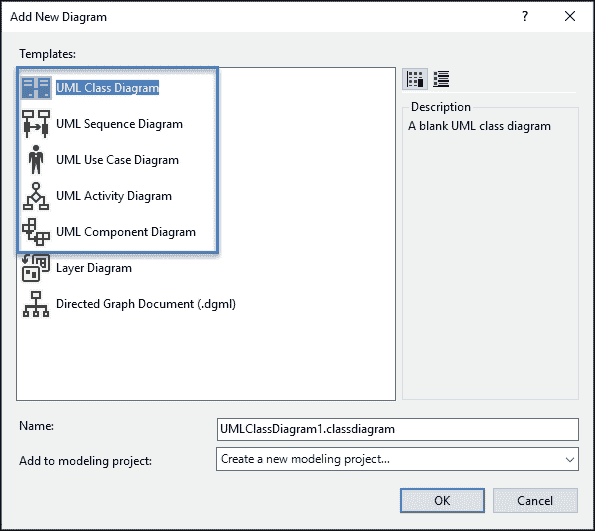 Add New Diagram
?
Templates:
UML Class Diagram
UML Sequence Diagram
UML Use Case Diagram
UML Activity Diagram
UML Component Diagram
Layer Diagram
Directed Graph Document (.dgml)
Description
A blank UML class diagram
Name:
UMLClassDiagram1.classdiagram
Add to modeling project:
Create a new modeling project...
OK
Cancel